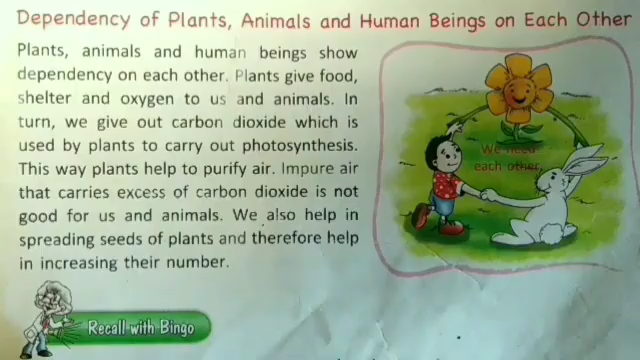 Dependency of Plants, Animals and Human Beings on Each Other
Plants, animals and human beings show
dependency on each other. Plants give food,
shelter and oxygen to us and animals. In
turn, we give out carbon dioxide which is
used by plants to carry out photosynthesis.
This way plants help to purify air. Impure air
that carries excess of carbon dioxide is not
good for us and animals. We also help in
spreading seeds of plants and therefore help
in increasing their number.
We need
each other.
Recall with Bingo